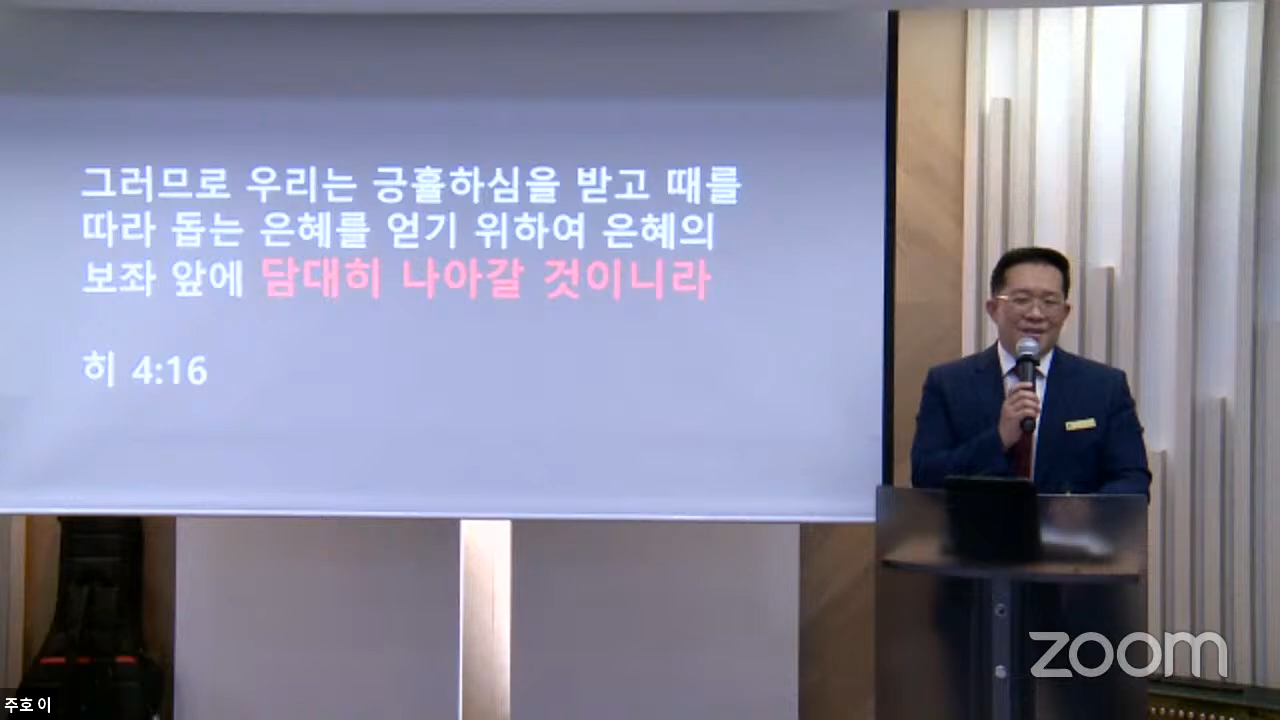 그러므로 우리는 긍휼하심을 받고 때를
따라 돕는 은혜를 얻기 위하여 은혜의
보좌 앞에 담대히 나아갈 것이니라
히 4:16
zoom
주호 이